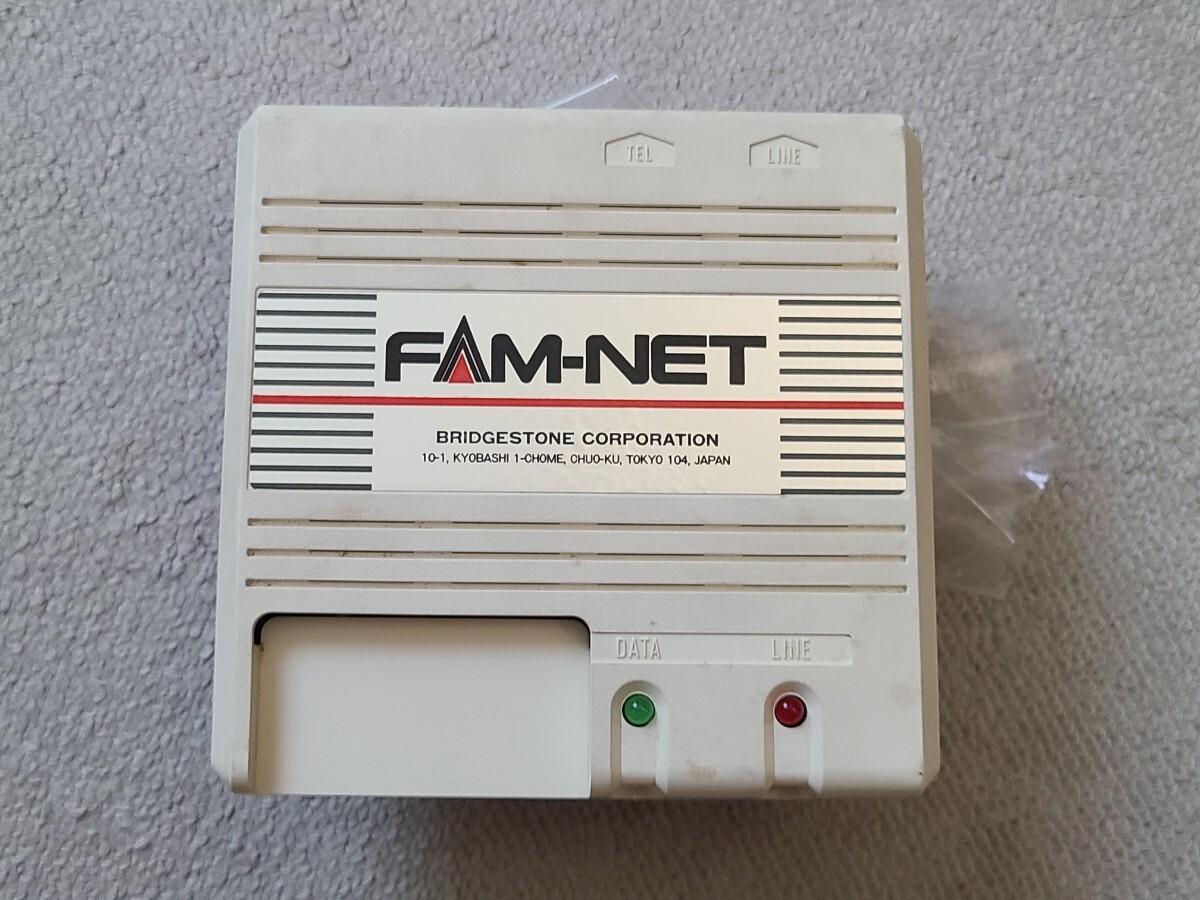 TEL
LINE
FAM-NET
BRIDGESTONE CORPORATION
10-1, KYOBASHI 1-CHOME, CHUO-KU, TOKYO 104, JAPAN
DATA
LINE